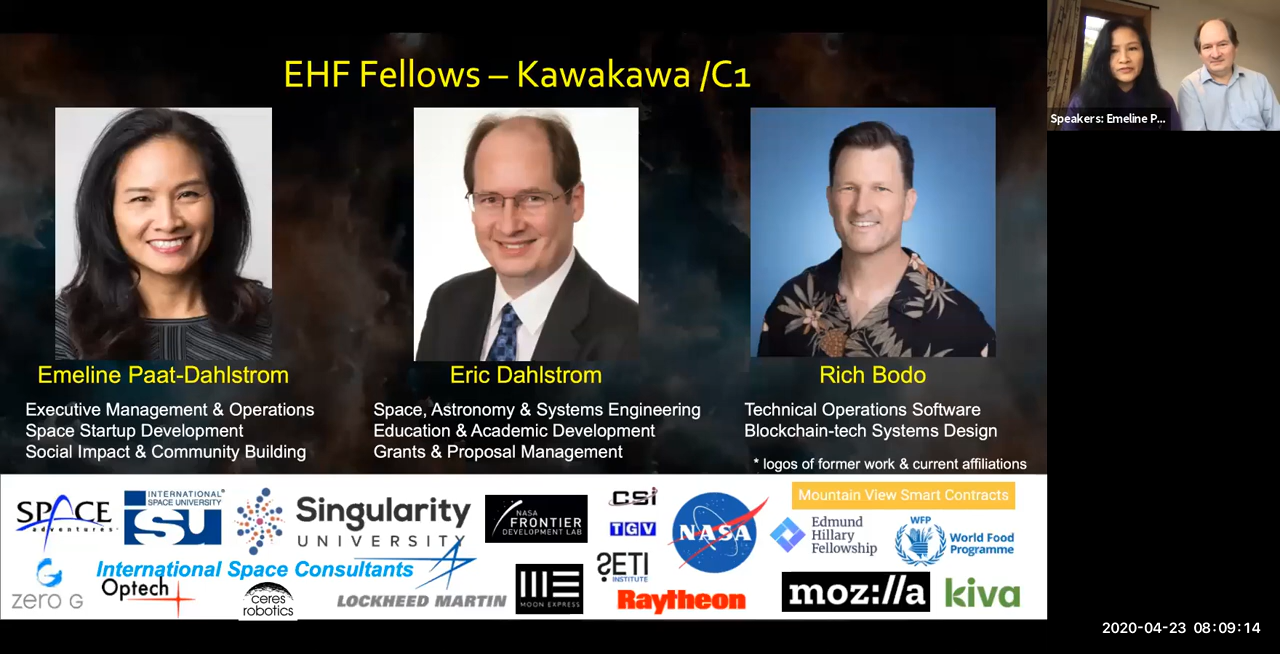 EHF Fellows – Kawakawa /C1
Speakers: Emeline P...
Emeline Paat-Dahlstrom
Executive Management & Operations
Space Startup Development
Social Impact & Community Building
Eric Dahlstrom
Space, Astronomy & Systems Engineering
Education & Academic Development
Grants & Proposal Management
Rich Bodo
Technical Operations Software
Blockchain-tech Systems Design
* logos of former work & current affiliations
SPACE
adventures
INTERNATIONAL
SPACE UNIVERSITY
isu
Singularity
UNIVERSITY
NASA
FRONTIER
DEVELOPMENT LAB
CSI
TGV
NASA
Mountain View Smart Contracts
Edmund
Hillary
Fellowship
WFP
World Food
Programme
International Space Consultants
ZERO G
Optech
ceres
robotics
LOCKHEED MARTIN
ME
MOON EXPRESS
SETI
INSTITUTE
Raytheon
moz://a
kiva
2020-04-23 08:09:14